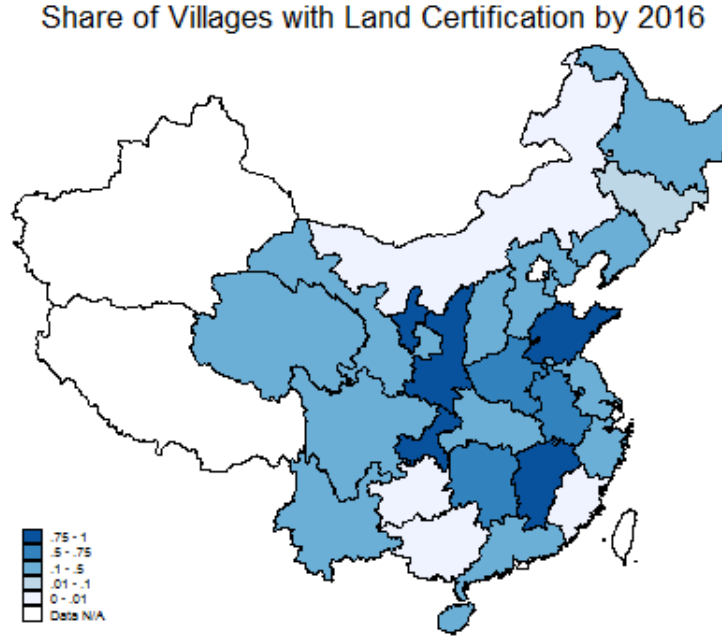 Share of Villages with Land Certification by 2016
.75 - 1
.5 - .75
.1 - .5
.01 - .1
0 - .01
Data N/A